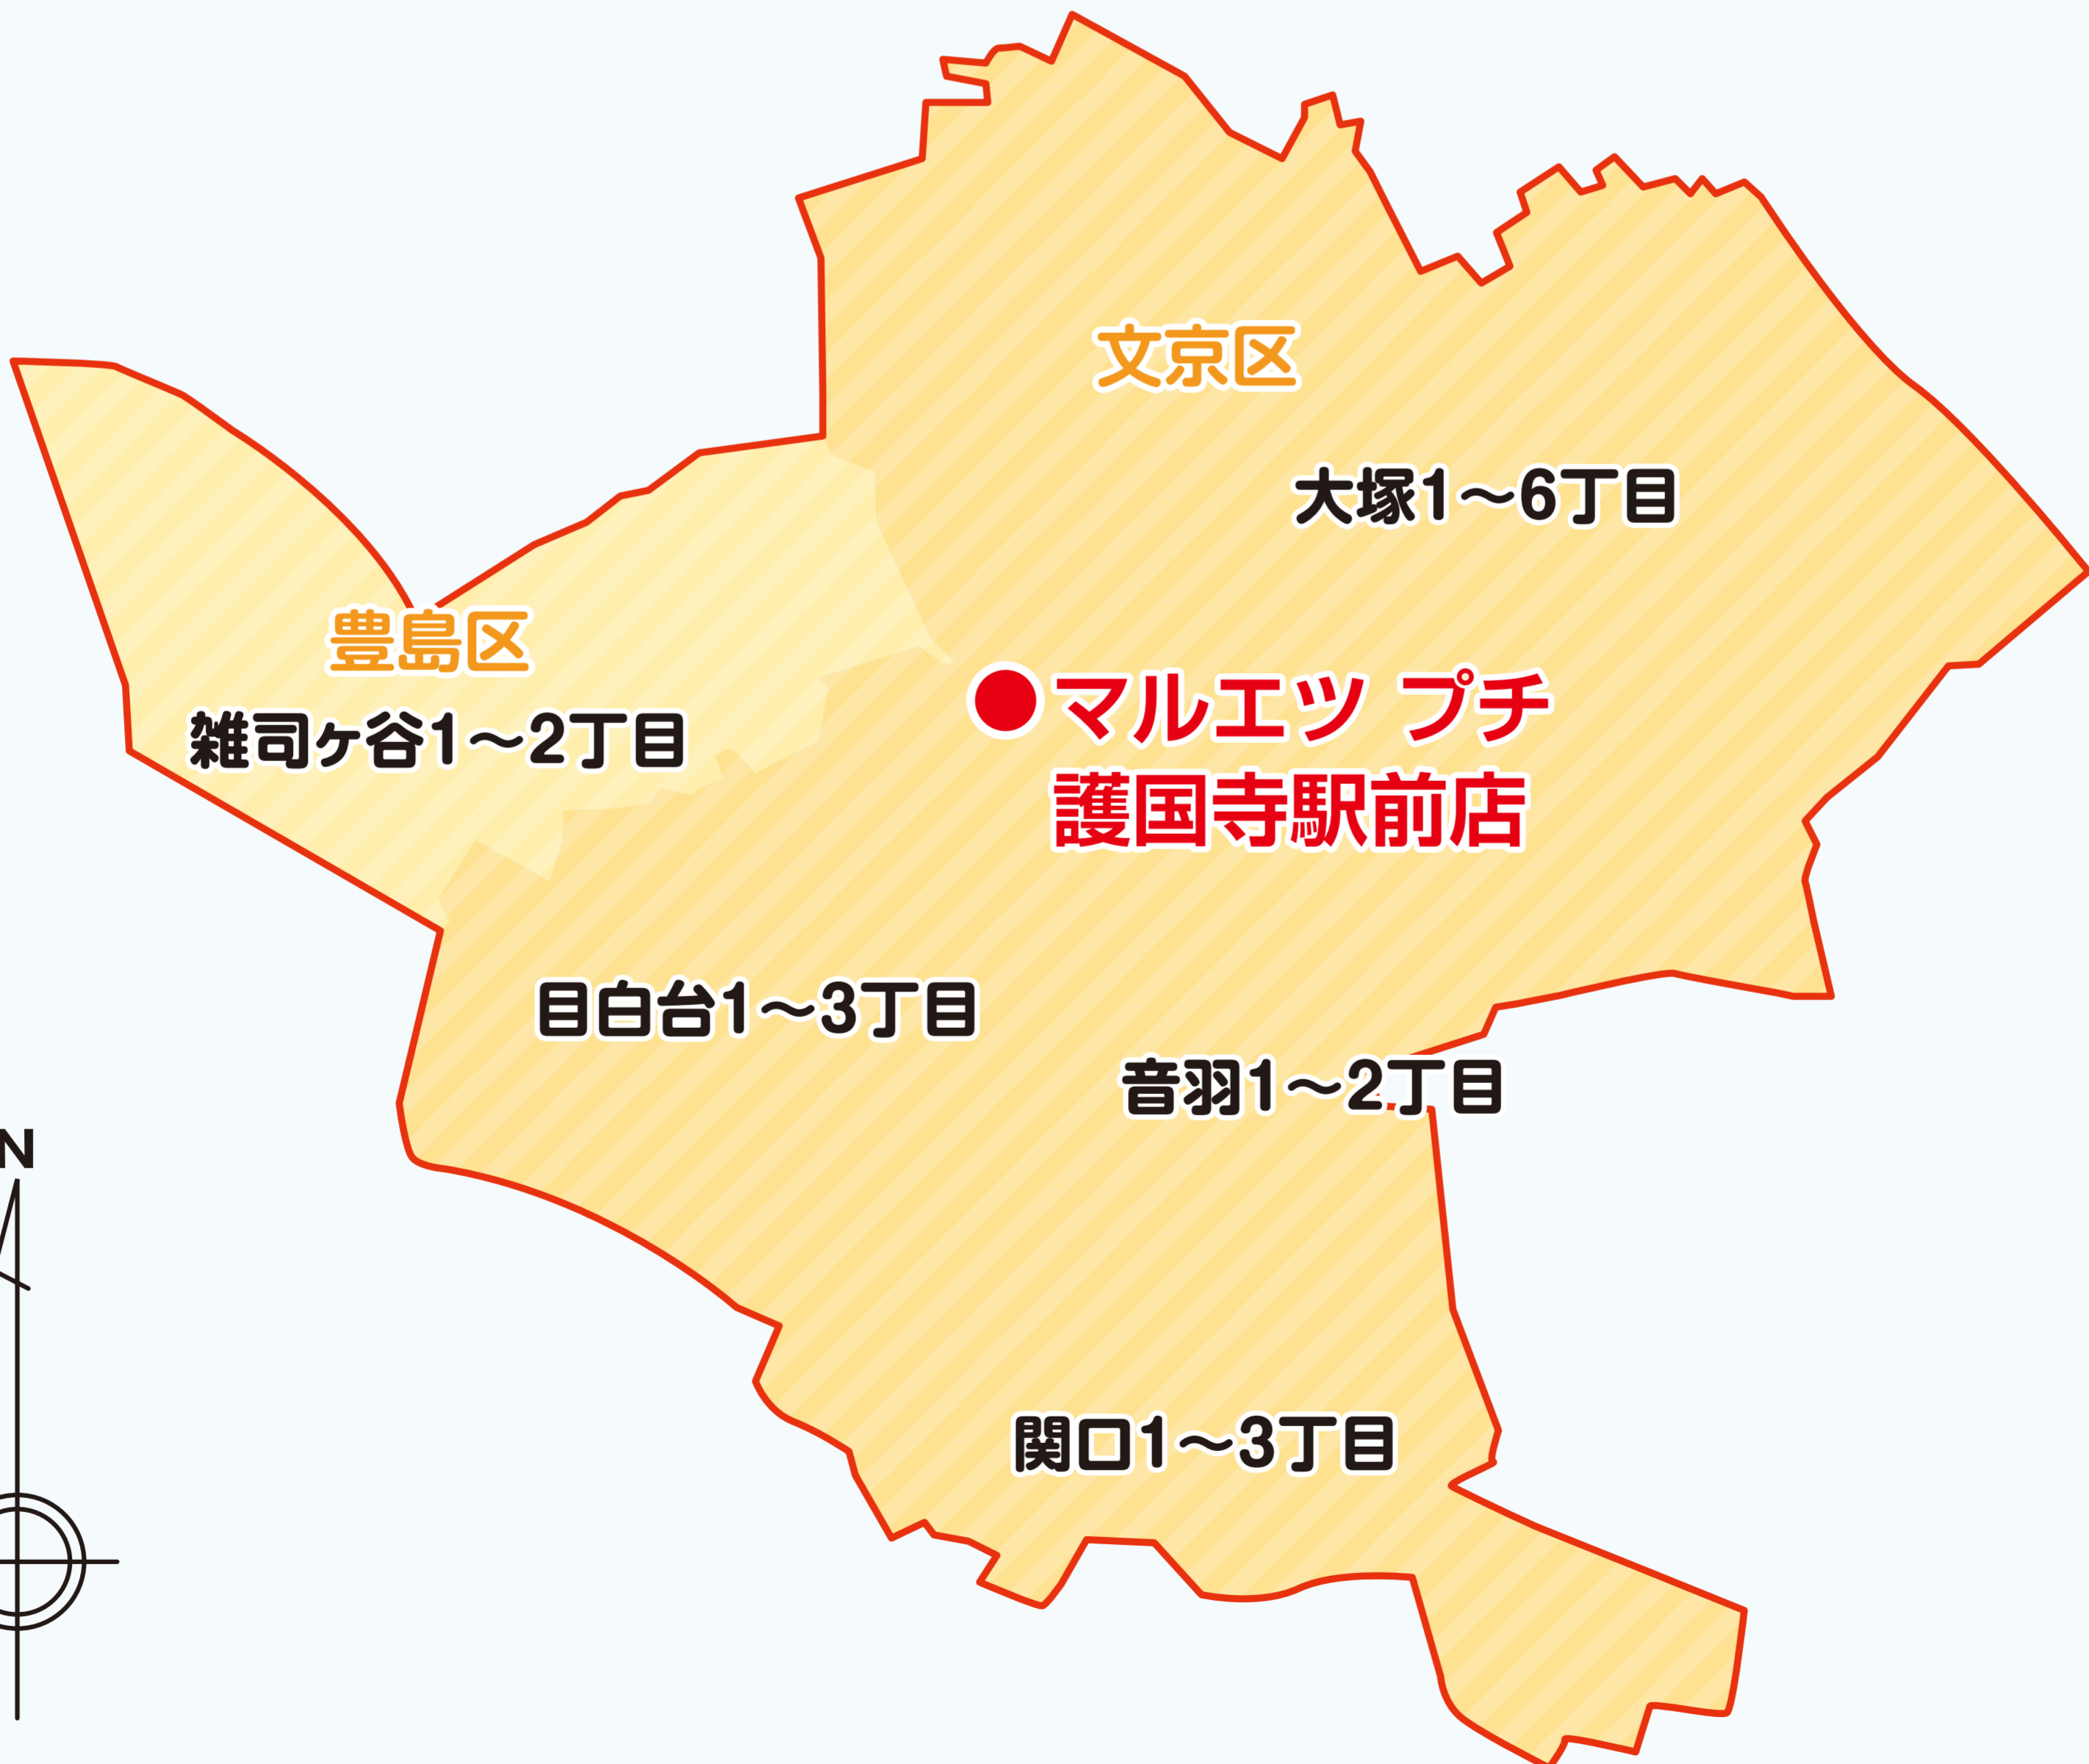 文京区
大塚1〜6丁目
豊島区
雑司ヶ谷1〜2丁目
マルエツ プチ
護国寺駅前店
目白台1〜3丁目
音羽1〜2丁目
N
関口1〜3丁目